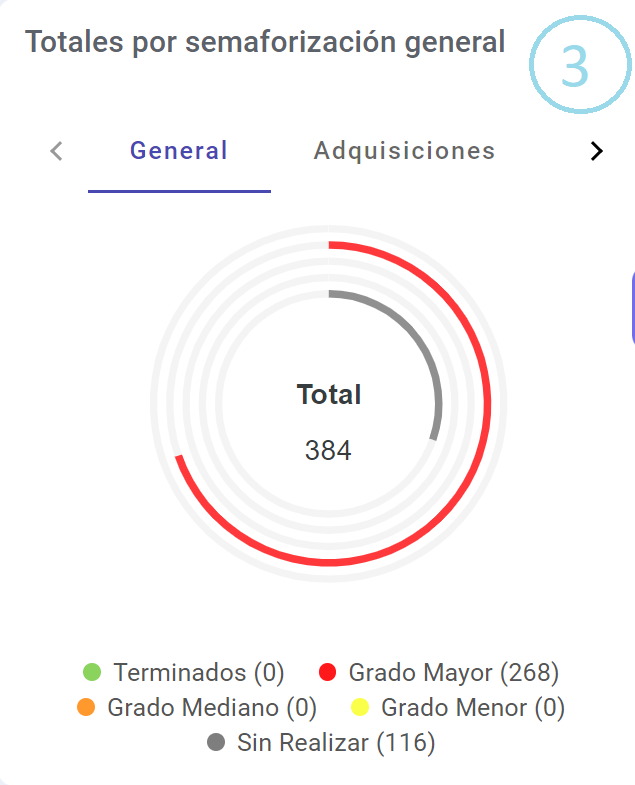 Totales por semaforización general
3
General Adquisiciones
Total
384
Terminados (0) Grado Mayor (268)
Grado Mediano (0) Grado Menor (0)
Sin Realizar (116)